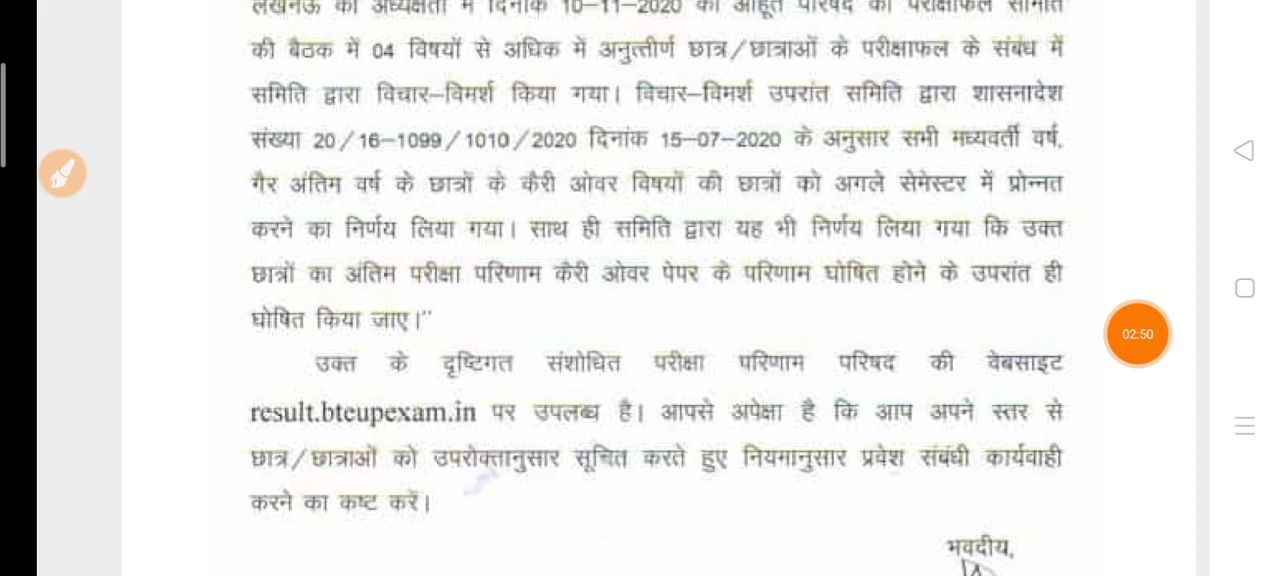 लखनऊ की अध्यक्षता में दिनांक 10–11–2020 को आहूत परिषद की परीक्षाफल समिति
की बैठक में 04 विषयों से अधिक में अनुत्तीर्ण छात्र/छात्राओं के परीक्षाफल के संबंध में
समिति द्वारा विचार–विमर्श किया गया। विचार–विमर्श उपरांत समिति द्वारा शासनादेश
संख्या 20/16–1099/1010/2020 दिनांक 15–07–2020 के अनुसार सभी मध्यवर्ती वर्ष,
गैर अंतिम वर्ष के छात्रों के कैरी ओवर विषयों की छात्रों को अगले सेमेस्टर में प्रोन्नत
करने का निर्णय लिया गया। साथ ही समिति द्वारा यह भी निर्णय लिया गया कि उक्त
छात्रों का अंतिम परीक्षा परिणाम कैरी ओवर पेपर के परिणाम घोषित होने के उपरांत ही
घोषित किया जाए।"
उक्त के दृष्टिगत संशोधित परीक्षा परिणाम परिषद की वेबसाइट
result.bteupexam.in पर उपलब्ध है। आपसे अपेक्षा है कि आप अपने स्तर से
छात्र/छात्राओं को उपरोक्तानुसार सूचित करते हुए नियमानुसार प्रवेश संबंधी कार्यवाही
करने का कष्ट करें।
भवदीय,
02:50